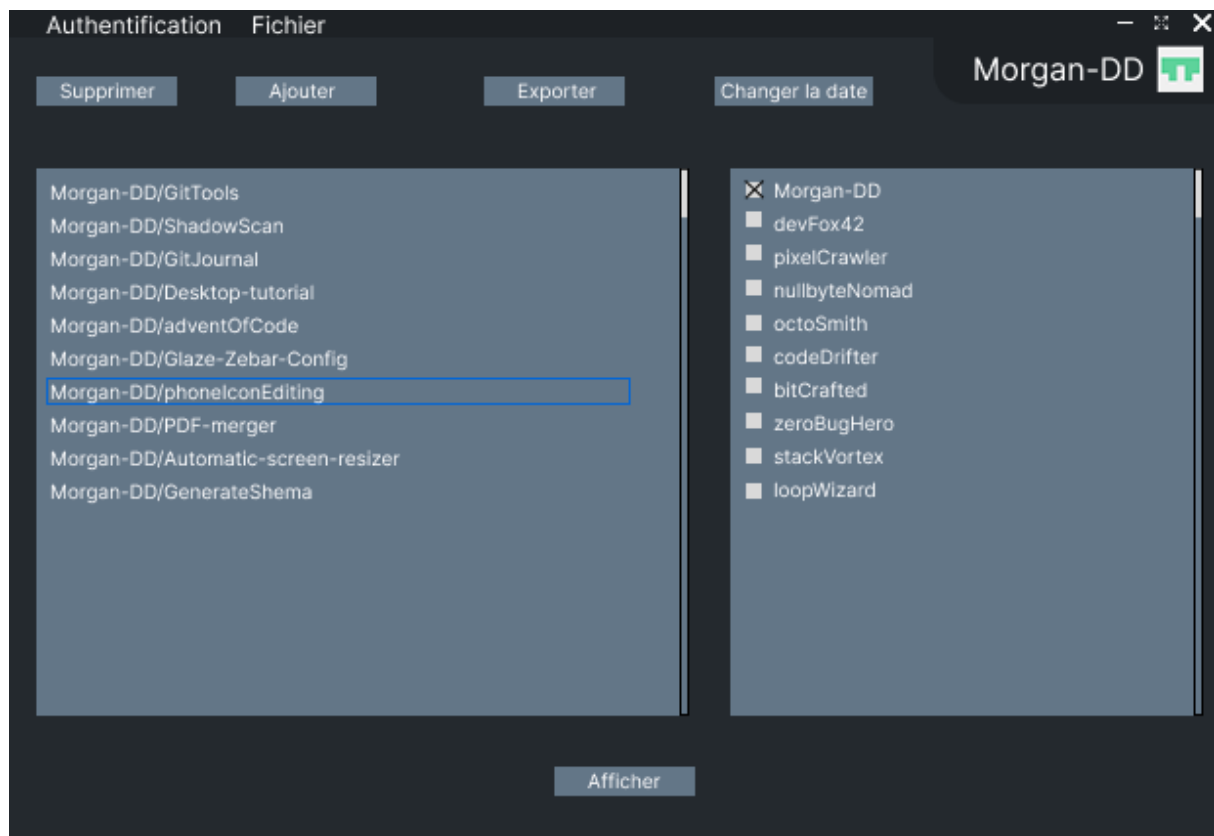 Authentification Fichier
Morgan-DD
Supprimer Ajouter Exporter Changer la date
Morgan-DD/GitTools
Morgan-DD/ShadowScan
Morgan-DD/GitJournal
Morgan-DD/Desktop-tutorial
Morgan-DD/adventOfCode
Morgan-DD/Glaze-Zebar-Config
Morgan-DD/phoneIconEditing
Morgan-DD/PDF-merger
Morgan-DD/Automatic-screen-resizer
Morgan-DD/GenerateShema
Morgan-DD
devFox42
pixelCrawler
nullbyteNomad
octoSmith
codeDrifter
bitCrafted
zeroBugHero
stackVortex
loopWizard
Afficher